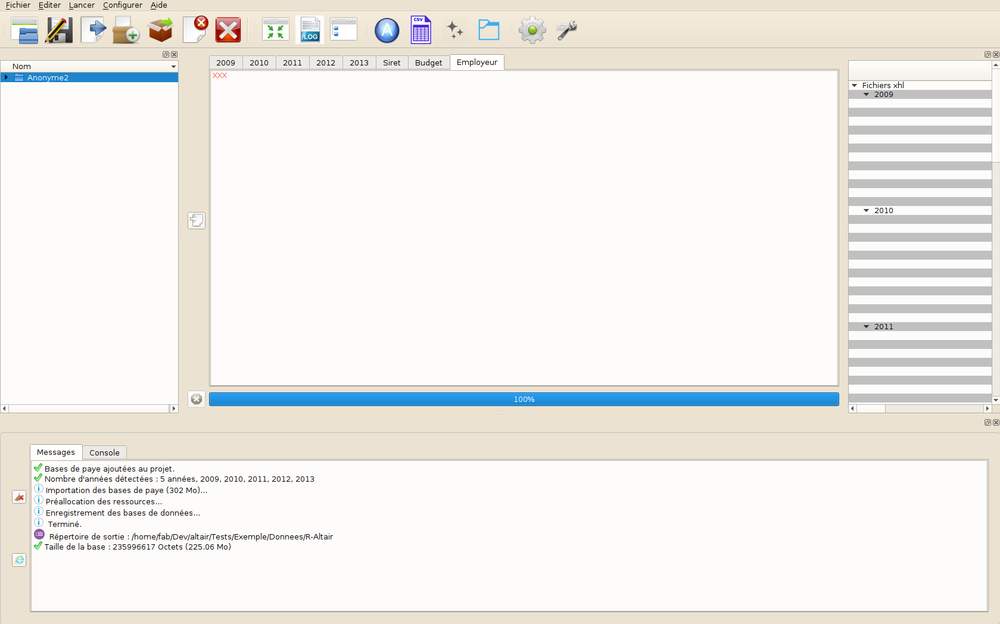 Fichier Editer Lancer Configurer Aide
LOG
A
CSV
Nom
Anonyme2
2009 2010 2011 2012 2013 Siret Budget Employeur
XXX
100%
Fichiers xhl
2009
2010
2011
Messages Console
Bases de paye ajoutées au projet.
Nombre d'années détectées : 5 années, 2009, 2010, 2011, 2012, 2013
Importation des bases de paye (302 Mo)...
Préallocation des ressources...
Enregistrement des bases de données...
Terminé.
Répertoire de sortie : /home/fab/Dev/altair/Tests/Exemple/Donnees/R-Altair
Taille de la base : 235996617 Octets (225.06 Mo)